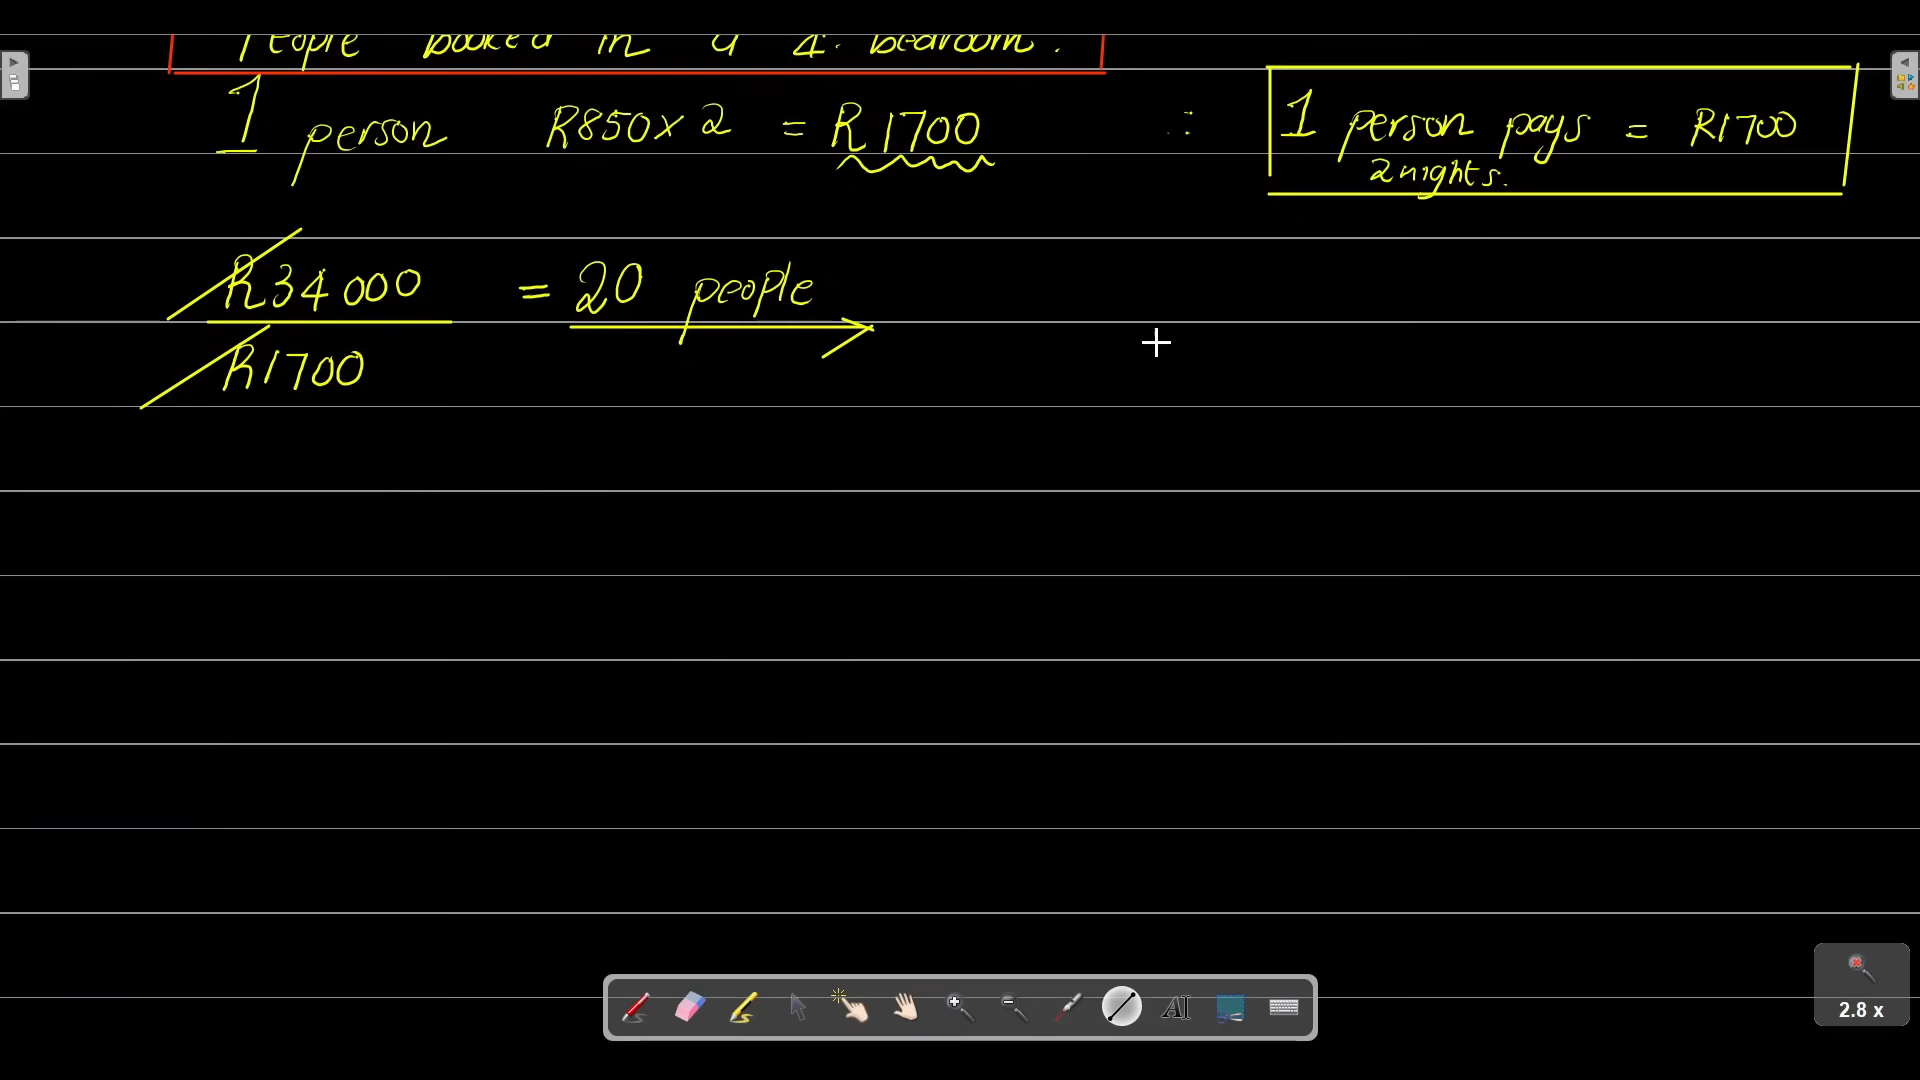 People booked in a 4. bedroom.
1 person R850 x 2 = R1700 ∴ 1 person pays = R1700
2 nights.
R34 000 = 20 people
R1700
AI
2.8 x